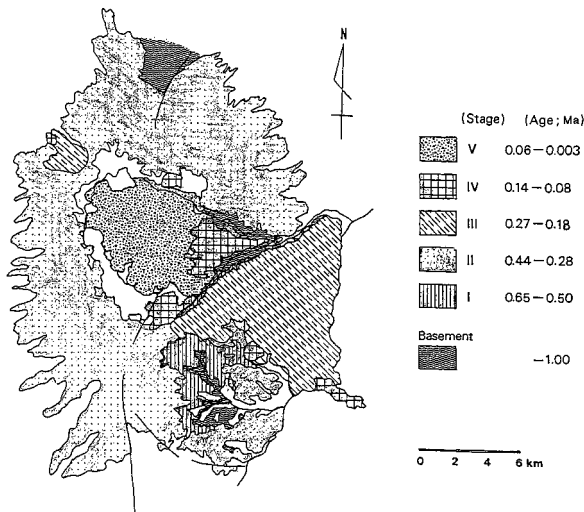 N
(Stage) (Age ; Ma)
V 0.06—0.003
IV 0.14—0.08
III 0.27—0.18
II 0.44—0.28
I 0.65—0.50
Basement
—1.00
0 2 4 6 km